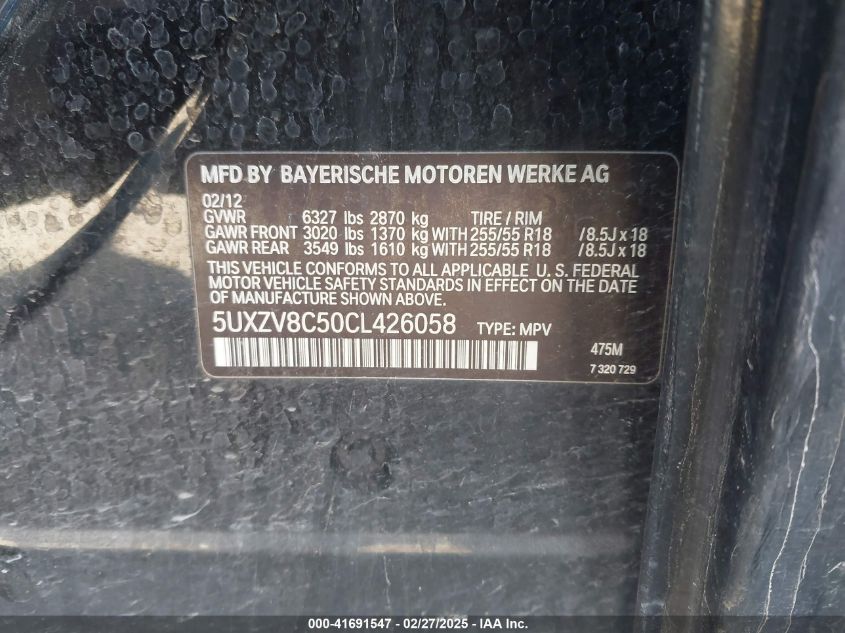 MFD BY BAYERISCHE MOTOREN WERKE AG
02/12
GVWR 6327 lbs 2870 kg TIRE / RIM
GAWR FRONT 3020 lbs 1370 kg WITH 255/55 R18 /8.5J x 18
GAWR REAR 3549 lbs 1610 kg WITH 255/55 R18 /8.5J x 18
THIS VEHICLE CONFORMS TO ALL APPLICABLE U. S. FEDERAL
MOTOR VEHICLE SAFETY STANDARDS IN EFFECT ON THE DATE
OF MANUFACTURE SHOWN ABOVE.
5UXZV8C50CL426058 TYPE: MPV
475M
7 320 729
000-41691547 / 02/27/2025 - IAA Inc.